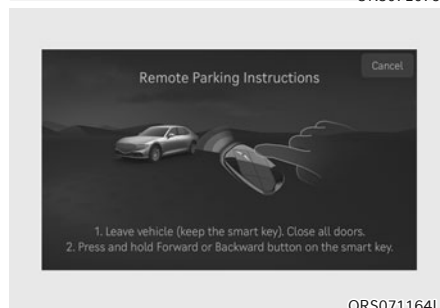 Cancel
Remote Parking Instructions
1. Leave vehicle (keep the smart key). Close all doors.
2. Press and hold Forward or Backward button on the smart key.